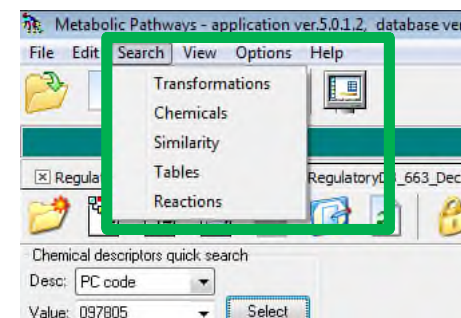 Metabolic Pathways - application ver.5.0.1.2, database ver
File Edit Search View Options Help
Transformations
Chemicals
Similarity
Tables
Reactions
Regulat
RegulatoryDB_663_Dec
Chemical descriptors quick search
Desc: PC code
Value: 097805 Select